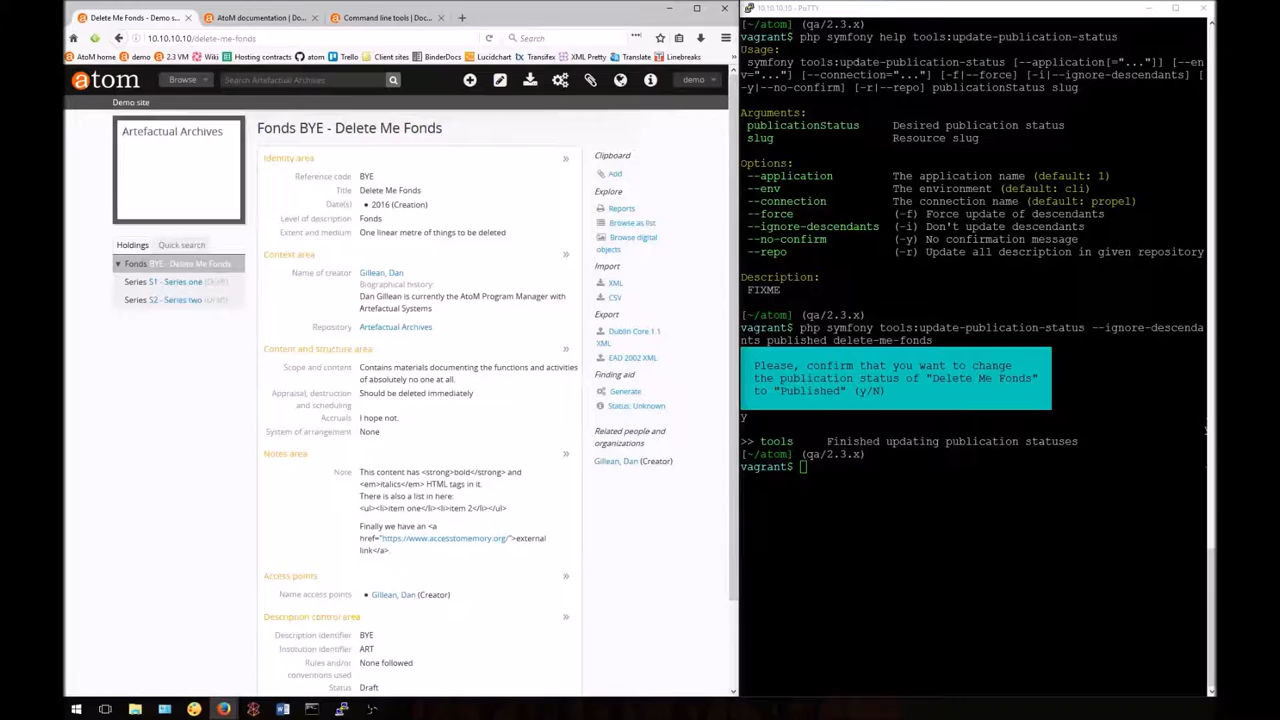 Delete Me Fonds - Demo s...
AtoM documentation | Do...
Command line tools | Doc...
10.10.10.10/delete-me-fonds
Search
AtoM home
demo
2.3 VM
Wiki
Client sites
BinderDocs
Lucidchart
Transifex
XML Reports
atom
Trello
Translate
Linebreaks
atom
Browse
Search Artefactual Archives
demo
Demo site
Artefactual Archives
Holdings
Quick search
Fonds BYE - Delete Me Fonds
Series S1 - Series one (Draft)
Series S2 - Series two (Draft)
Fonds BYE - Delete Me Fonds
Identity area
Reference code BYE
Title Delete Me Fonds
Date(s) • 2016 (Creation)
Level of description Fonds
Extent and medium One linear metre of things to be deleted
Context area
Name of creator Gillean, Dan
Biographical history:
Dan Gillean is currently the AtoM Program Manager with
Artefactual Systems
Repository Artefactual Archives
Content and structure area
Scope and content Contains materials documenting the functions and activities
of absolutely no one at all.
Appraisal, destruction Should be deleted immediately
and scheduling
Accruals I hope not.
System of arrangement None
Notes area
Note This content has <strong>bold</strong> and
<em>italics</em> HTML tags in it.
There is also a list in here:
<ul><li>item one</li><li>item 2</li></ul>
Finally we have an <a
href="https://www.accesstomemory.org/">external
link</a>.
Access points
Name access points • Gillean, Dan (Creator)
Description control area
Description identifier BYE
Institution identifier ART
Rules and/or None followed
conventions used
Status Draft
Clipboard
Add
Explore
Reports
Browse as list
Browse digital
objects
Import
XML
CSV
Export
Dublin Core 1.1
XML
EAD 2002 XML
Finding aid
Generate
Status: Unknown
Related people and
organizations
Gillean, Dan (Creator)
10.10.10.10 - PuTTY
[~/atom] (qa/2.3.x)
vagrant$ php symfony help tools:update-publication-status
Usage:
symfony tools:update-publication-status [--application[="..."]] [--en
v="..."] [--connection="..."] [-f|--force] [-i|--ignore-descendants] [
-y|--no-confirm] [-r|--repo] publicationStatus slug
Arguments:
publicationStatus Desired publication status
slug Resource slug
Options:
--application The application name (default: 1)
--env The environment (default: cli)
--connection The connection name (default: propel)
--force (-f) Force update of descendants
--ignore-descendants (-i) Don't update descendants
--no-confirm (-y) No confirmation message
--repo (-r) Update all description in given repository
Description:
FIXME
[~/atom] (qa/2.3.x)
vagrant$ php symfony tools:update-publication-status --ignore-descenda
nts published delete-me-fonds
Please, confirm that you want to change
the publication status of "Delete Me Fonds"
to "Published" (y/N)
y
y
>> tools Finished updating publication statuses
[~/atom] (qa/2.3.x)
vagrant$